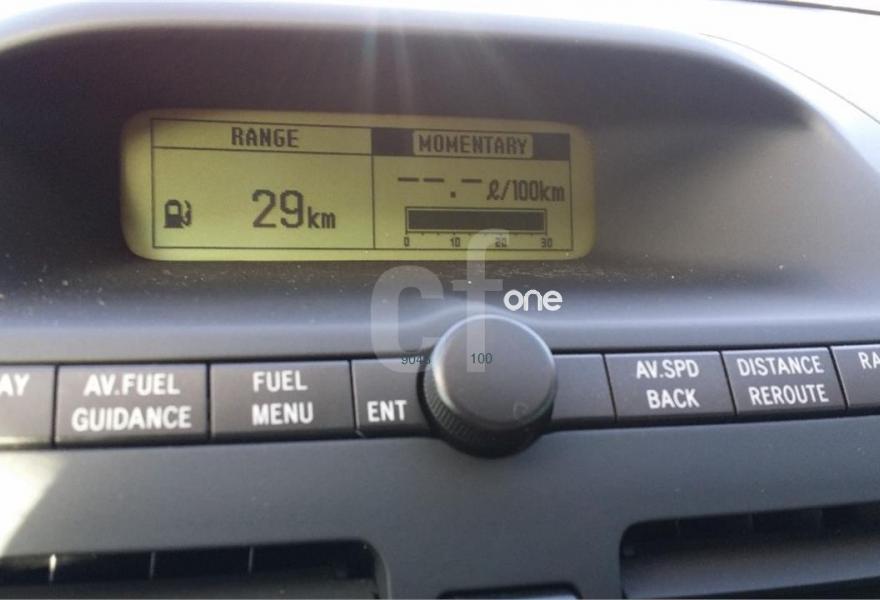 RANGE
MOMENTARY
29km
--.- ℓ/100km
0 10 20 30
cf one
100
AY
AV.FUEL
GUIDANCE
FUEL
MENU
ENT
AV.SPD
BACK
DISTANCE
REROUTE
RA